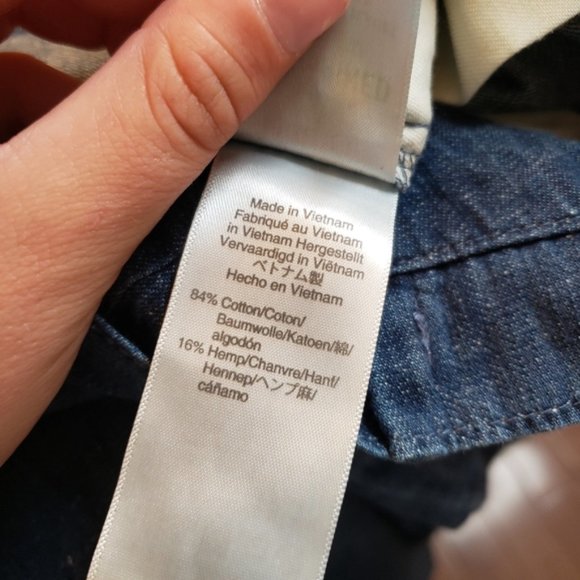 Made in Vietnam
Fabriqué au Vietnam
in Vietnam Hergestellt
Vervaardigd in Viêtnam
ベトナム製
Hecho en Vietnam
84% Cotton/Coton/
Baumwolle/Katoen/綿/
algodón
16% Hemp/Chanvre/Hanf/
Hennep/ヘンプ麻/
cáñamo